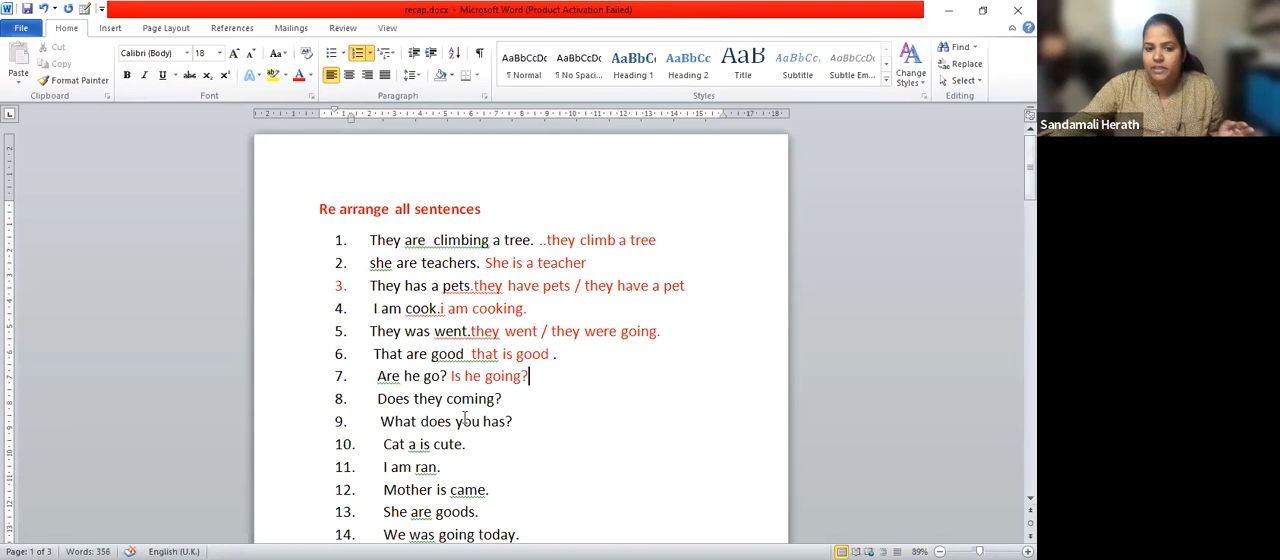 recap.docx - Microsoft Word (Product Activation Failed)
File Home Insert Page Layout References Mailings Review View
Paste Cut Copy Format Painter Clipboard
Calibri (Body) 18 Font
Paragraph
AaBbCcDc AaBbCcDc AaBbC AaBbCc AaB AaBbCc. AaBbCcDc
¶ Normal ¶ No Spaci... Heading 1 Heading 2 Title Subtitle Subtle Em...
Styles
Change Styles
Find Replace Select Editing
Sandamali Herath
Re arrange all sentences
1. They are climbing a tree. ..they climb a tree
2. she are teachers. She is a teacher
3. They has a pets.they have pets / they have a pet
4. I am cook.i am cooking.
5. They was went.they went / they were going.
6. That are good that is good .
7. Are he go? Is he going?
8. Does they coming?
9. What does you has?
10. Cat a is cute.
11. I am ran.
12. Mother is came.
13. She are goods.
14. We was going today.
Page: 1 of 3 Words: 356 English (U.K.) 89%